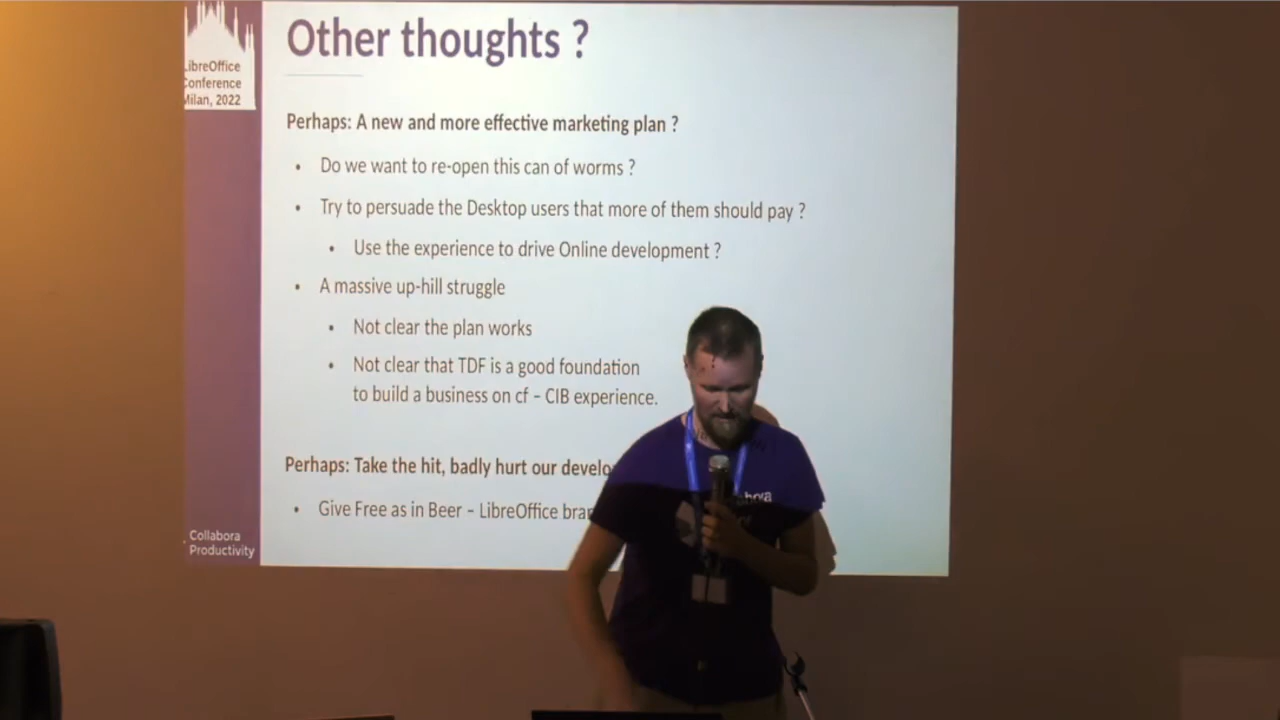 Other thoughts ?
LibreOffice
Conference
Milan, 2022
Perhaps: A new and more effective marketing plan ?
• Do we want to re-open this can of worms ?
• Try to persuade the Desktop users that more of them should pay ?
• Use the experience to drive Online development ?
• A massive up-hill struggle
• Not clear the plan works
• Not clear that TDF is a good foundation
to build a business on cf – CIB experience.
Perhaps: Take the hit, badly hurt our
• Give Free as in Beer – LibreOffice
Collabora
Productivity